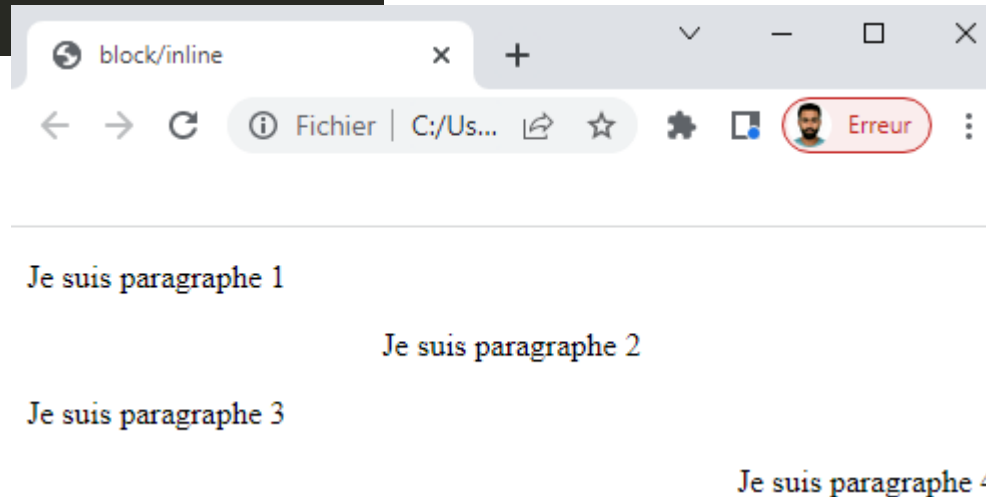 block/inline
Fichier C:/Us...
Erreur
Je suis paragraphe 1
Je suis paragraphe 2
Je suis paragraphe 3
Je suis paragraphe 4